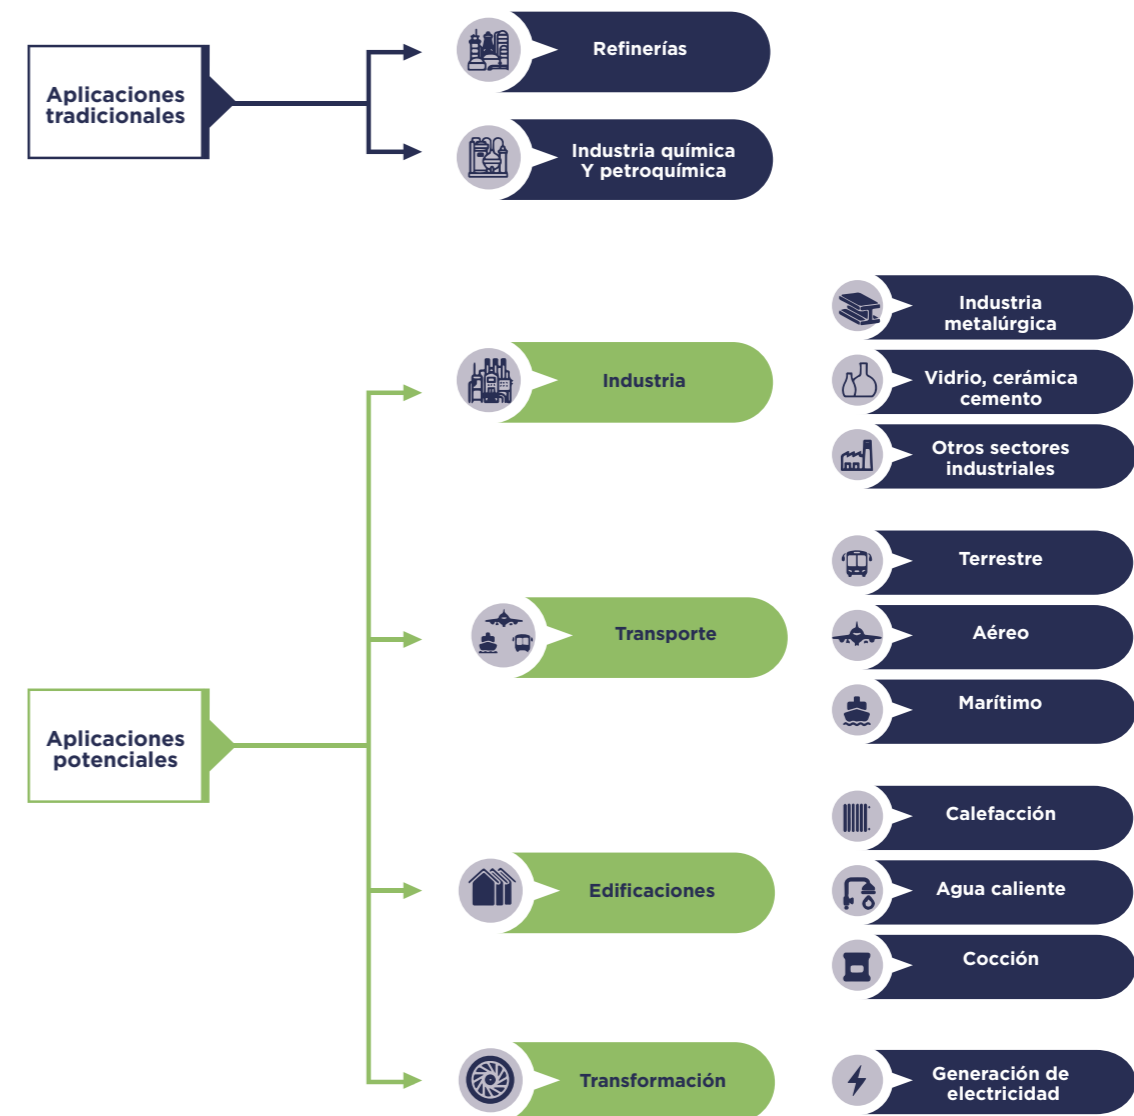 Aplicaciones
tradicionales
Refinerías
Industria química
Y petroquímica
Aplicaciones
potenciales
Industria
Industria
metalúrgica
Vidrio, cerámica
cemento
Otros sectores
industriales
Transporte
Terrestre
Aéreo
Marítimo
Edificaciones
Calefacción
Agua caliente
Cocción
Transformación
Generación de
electricidad